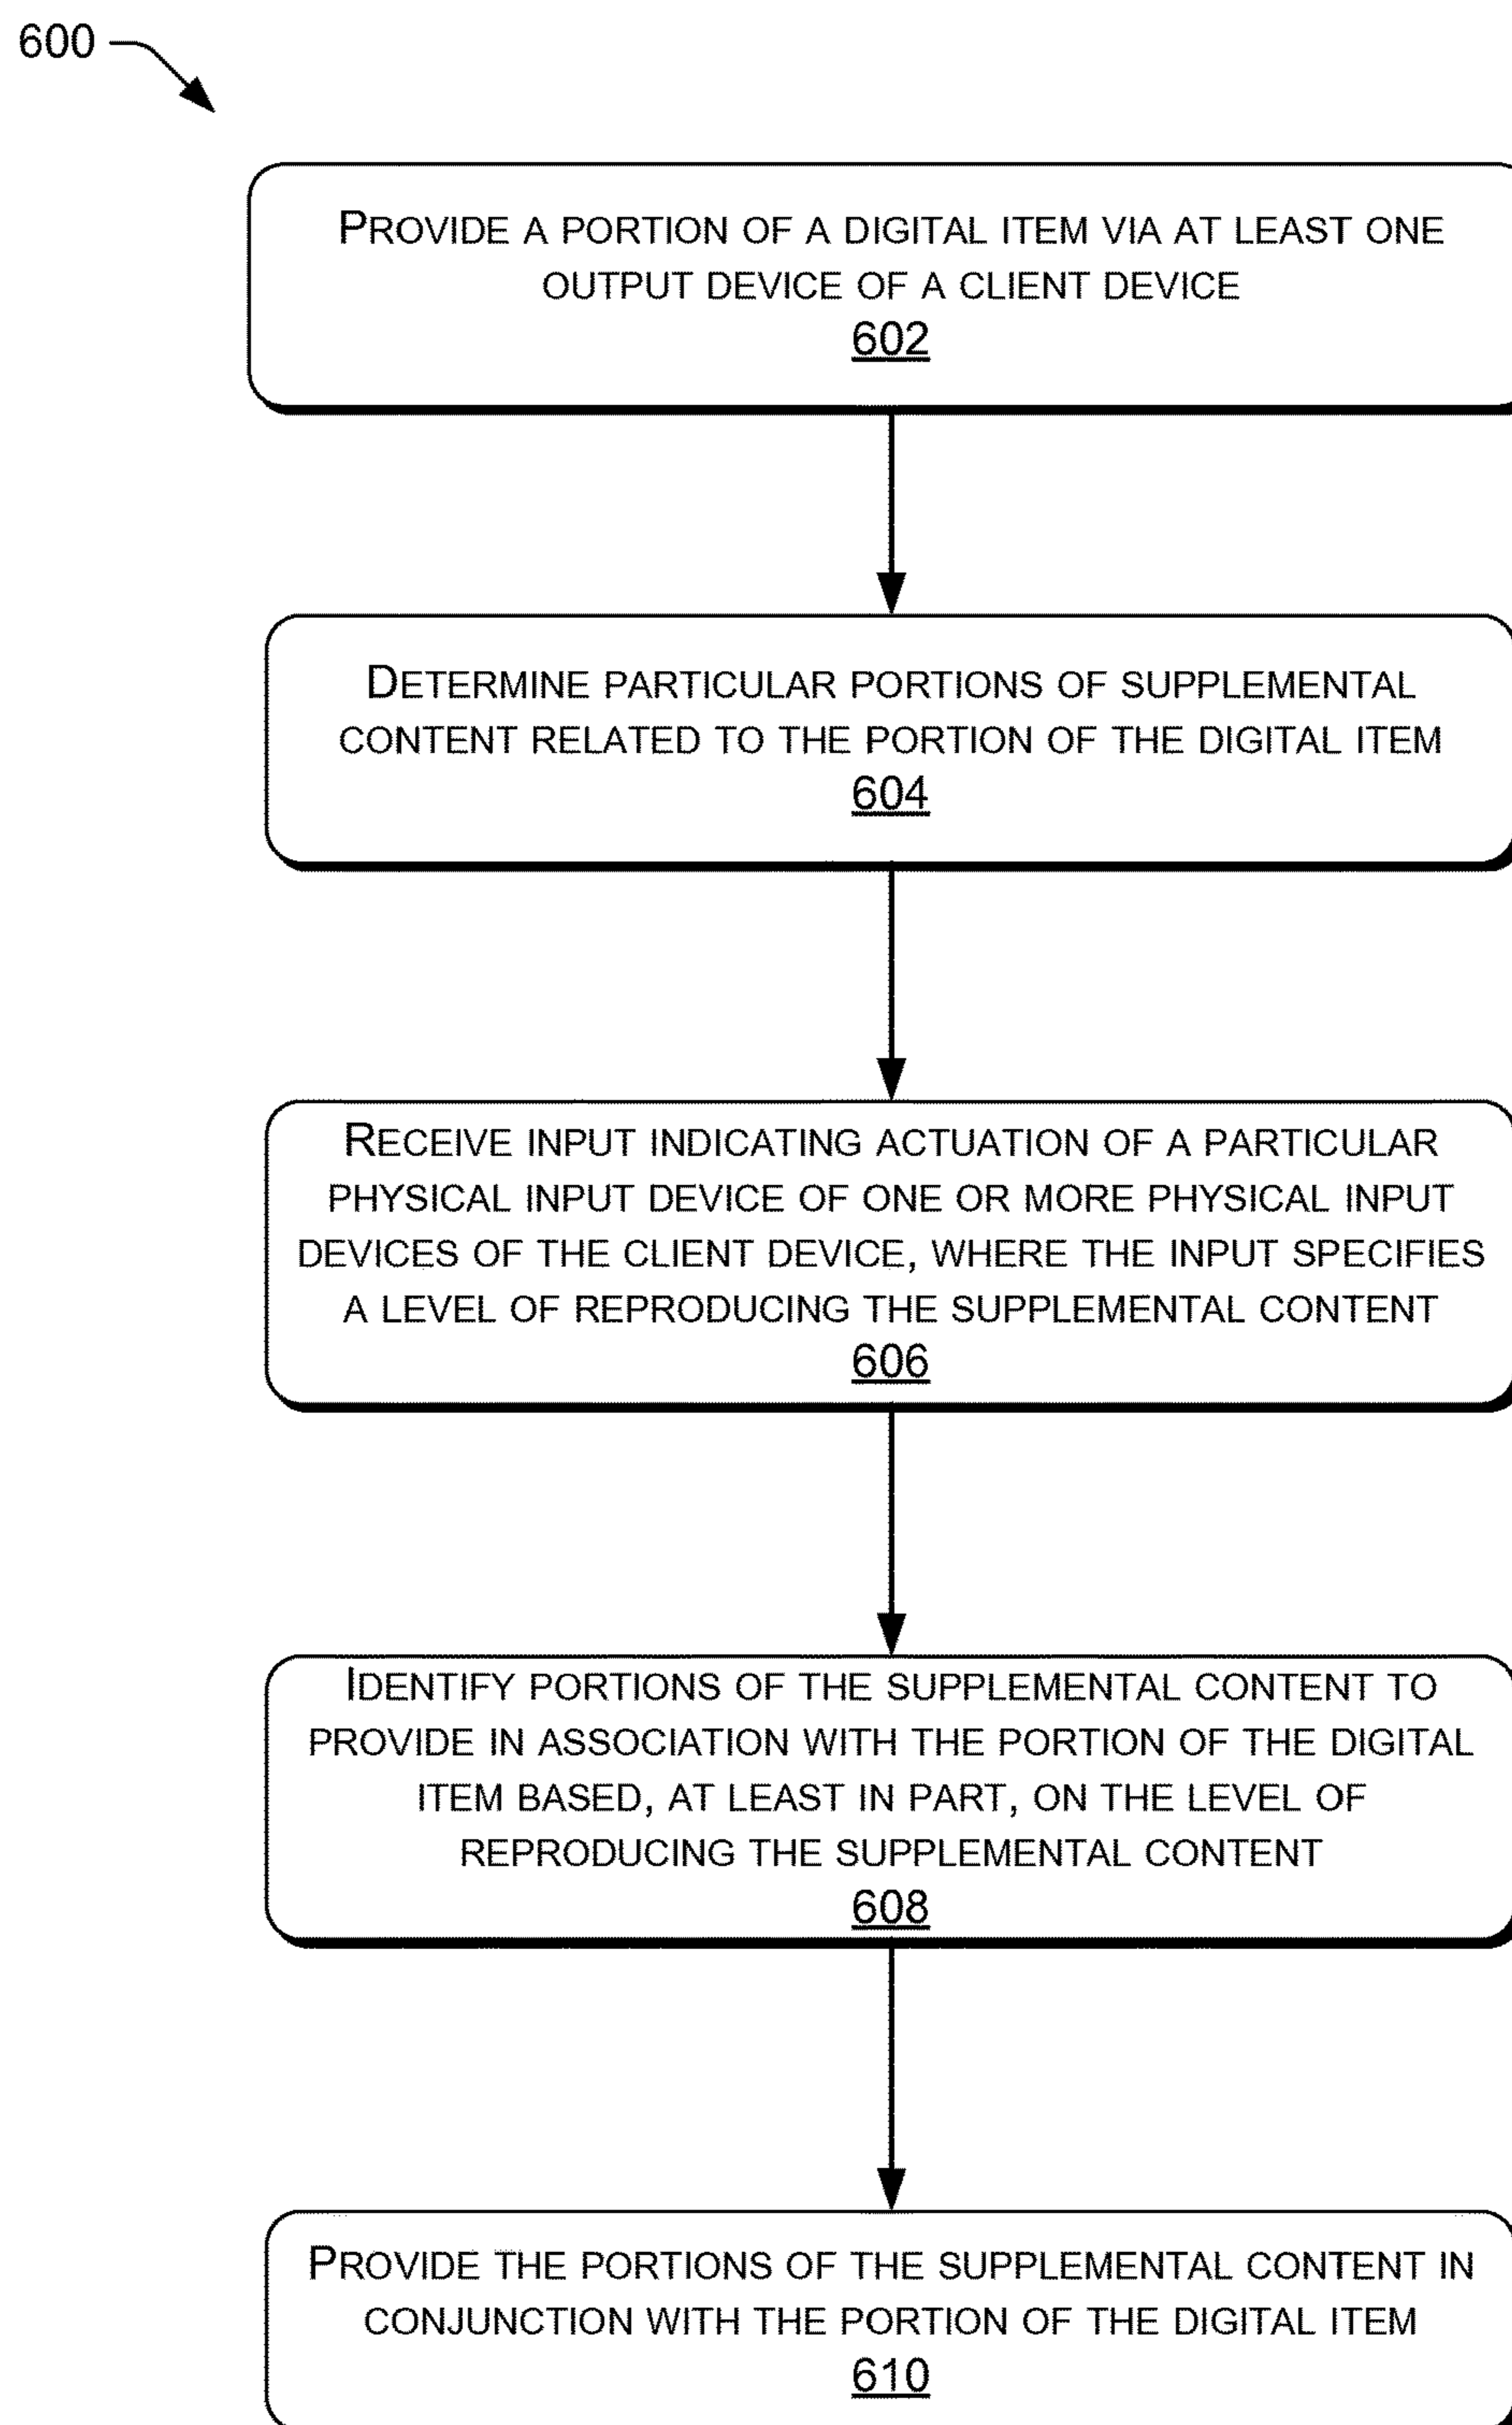 600
PROVIDE A PORTION OF A DIGITAL ITEM VIA AT LEAST ONE
OUTPUT DEVICE OF A CLIENT DEVICE
602
DETERMINE PARTICULAR PORTIONS OF SUPPLEMENTAL
CONTENT RELATED TO THE PORTION OF THE DIGITAL ITEM
604
RECEIVE INPUT INDICATING ACTUATION OF A PARTICULAR
PHYSICAL INPUT DEVICE OF ONE OR MORE PHYSICAL INPUT
DEVICES OF THE CLIENT DEVICE, WHERE THE INPUT SPECIFIES
A LEVEL OF REPRODUCING THE SUPPLEMENTAL CONTENT
606
IDENTIFY PORTIONS OF THE SUPPLEMENTAL CONTENT TO
PROVIDE IN ASSOCIATION WITH THE PORTION OF THE DIGITAL
ITEM BASED, AT LEAST IN PART, ON THE LEVEL OF
REPRODUCING THE SUPPLEMENTAL CONTENT
608
PROVIDE THE PORTIONS OF THE SUPPLEMENTAL CONTENT IN
CONJUNCTION WITH THE PORTION OF THE DIGITAL ITEM
610